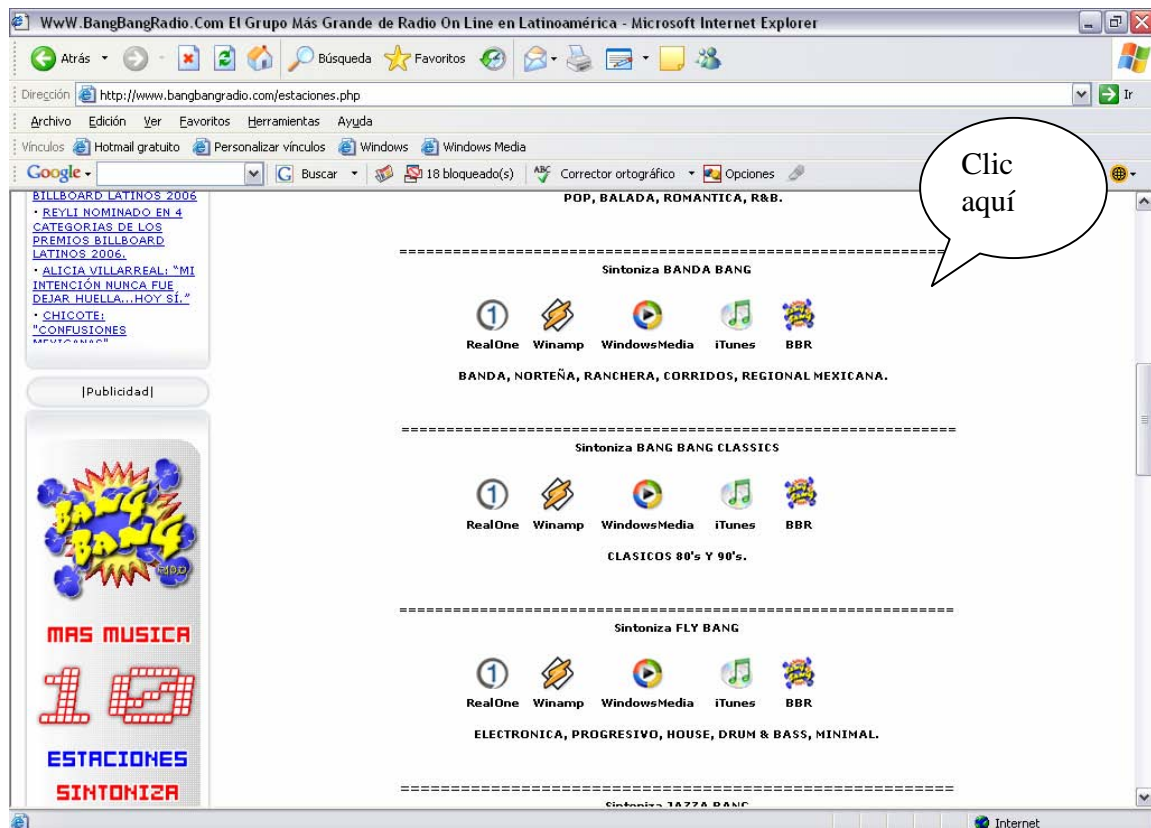 WwW.BangBangRadio.Com El Grupo Más Grande de Radio On Line en Latinoamérica - Microsoft Internet Explorer
Atrás Búsqueda Favoritos
Dirección http://www.bangbangradio.com/estaciones.php Ir
Archivo Edición Ver Favoritos Herramientas Ayuda
Vínculos Hotmail gratuito Personalizar vínculos Windows Windows Media
Google Buscar 18 bloqueado(s) ABC Corrector ortográfico Opciones
Clic
aquí
BILLBOARD LATINOS 2006
· REYLI NOMINADO EN 4
CATEGORIAS DE LOS
PREMIOS BILLBOARD
LATINOS 2006.
· ALICIA VILLARREAL: "MI
INTENCIÓN NUNCA FUE
DEJAR HUELLA...HOY SÍ."
· CHICOTE:
"CONFUSIONES
MEXICANAS"
|Publicidad|
BANG
BANG
RADIO
MAS MUSICA
10
ESTACIONES
SINTONIZA
POP, BALADA, ROMANTICA, R&B.
==============================================================
Sintoniza BANDA BANG
RealOne Winamp WindowsMedia iTunes BBR
BANDA, NORTEÑA, RANCHERA, CORRIDOS, REGIONAL MEXICANA.
==============================================================
Sintoniza BANG BANG CLASSICS
RealOne Winamp WindowsMedia iTunes BBR
CLASICOS 80's Y 90's.
==============================================================
Sintoniza FLY BANG
RealOne Winamp WindowsMedia iTunes BBR
ELECTRONICA, PROGRESIVO, HOUSE, DRUM & BASS, MINIMAL.
==============================================================
Sintoniza JAZZA BANG
Internet